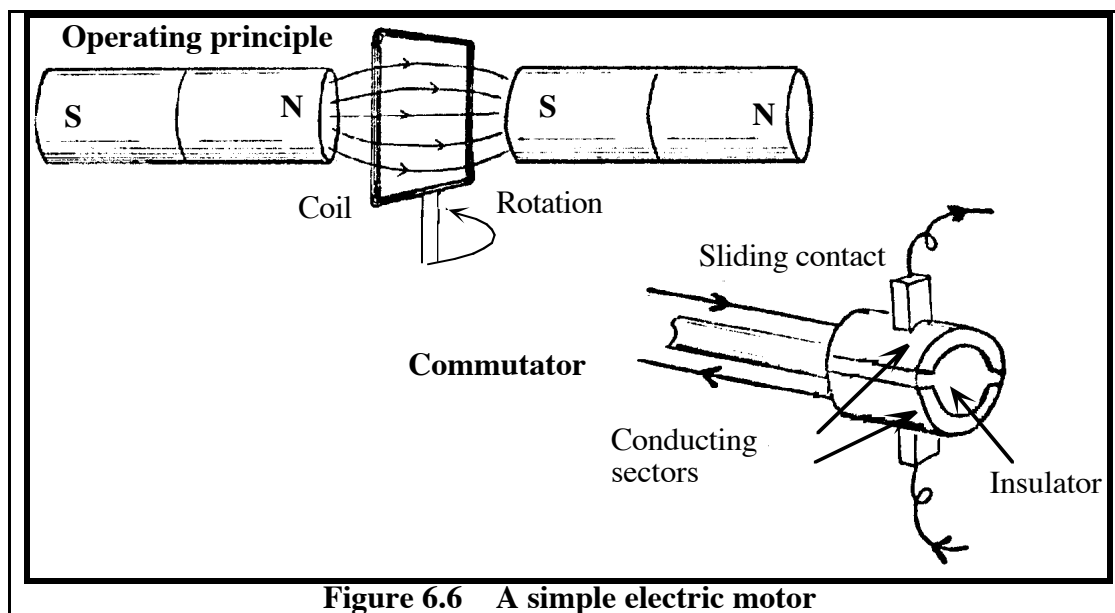 Operating principle
S
N
S
N
Coil
Rotation
Sliding contact
Commutator
Conducting
sectors
Insulator
Figure 6.6 A simple electric motor